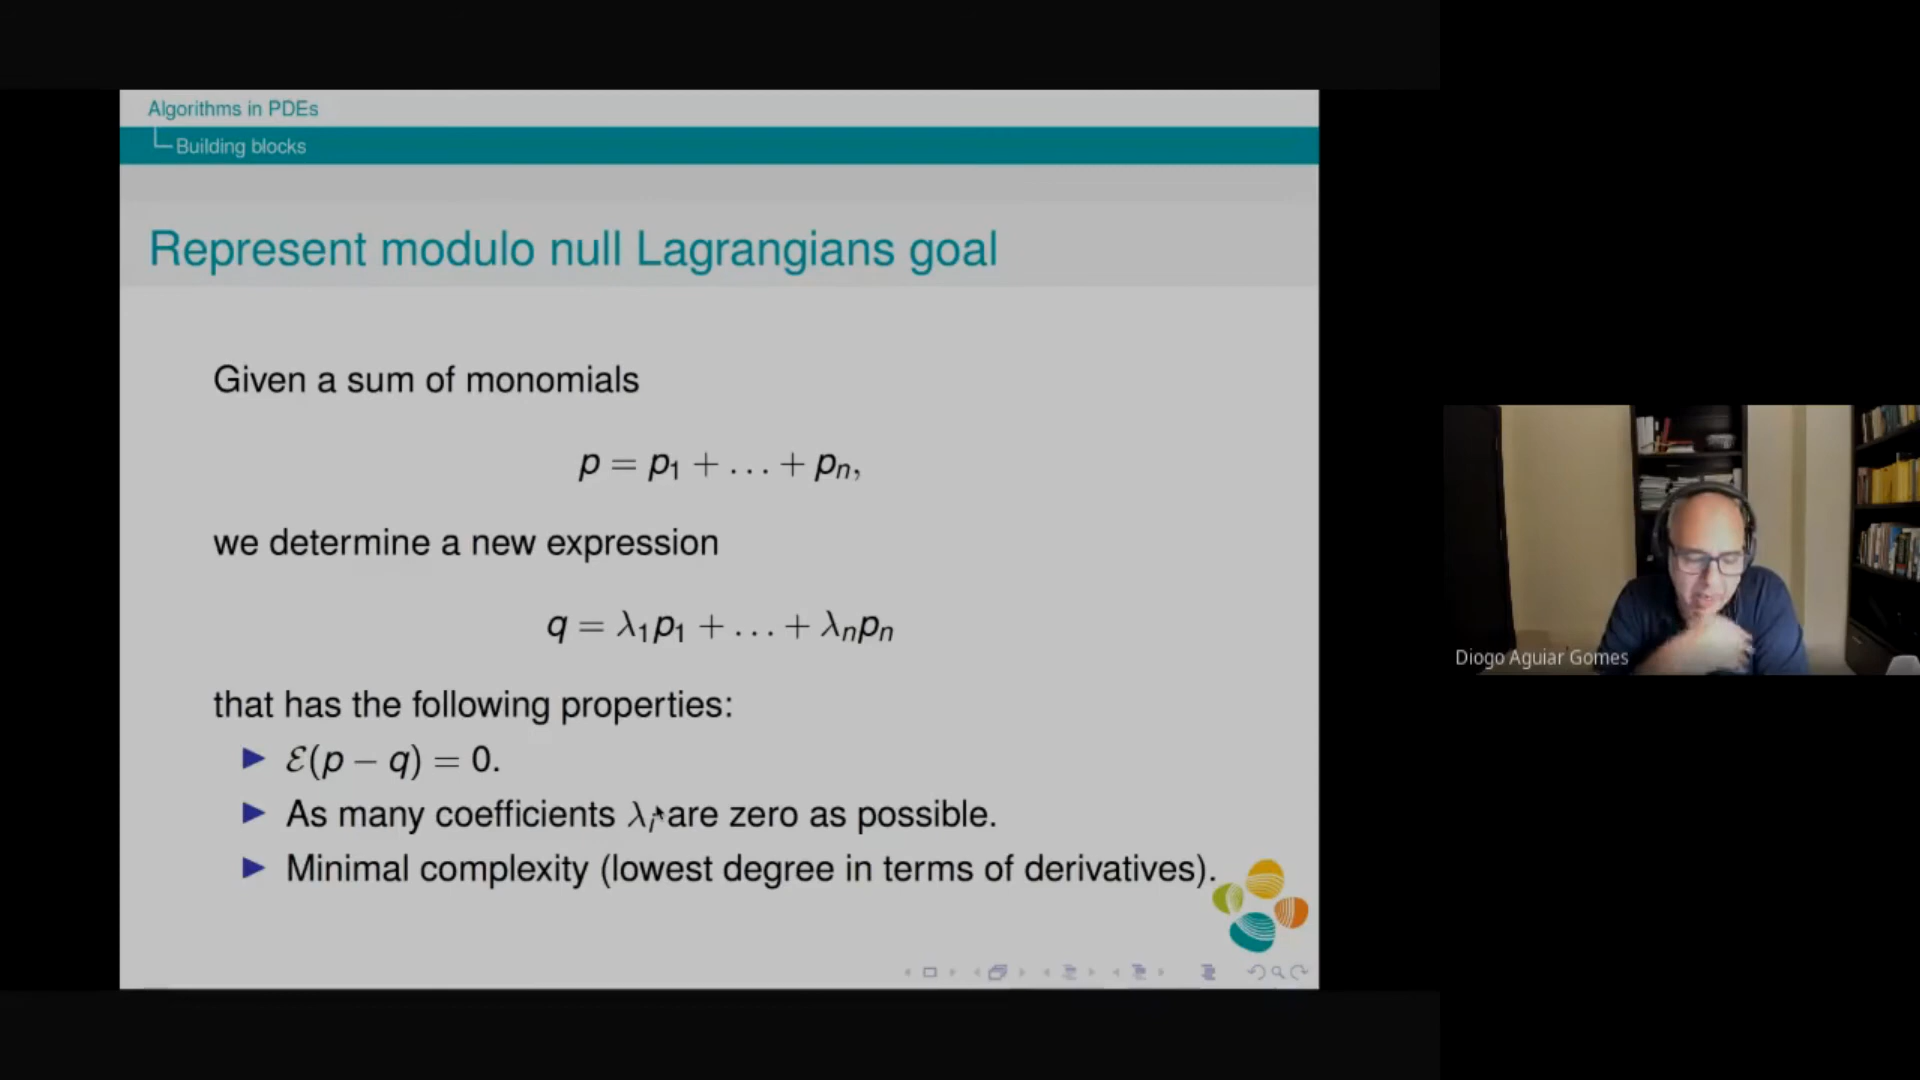 Algorithms in PDEs
Building blocks
Represent modulo null Lagrangians goal
Given a sum of monomials
p = p₁ + … + pₙ,
we determine a new expression
q = λ₁p₁ + … + λₙpₙ
that has the following properties:
▶ ℰ(p − q) = 0.
▶ As many coefficients λᵢ are zero as possible.
▶ Minimal complexity (lowest degree in terms of derivatives).
Diogo Aguiar Gomes